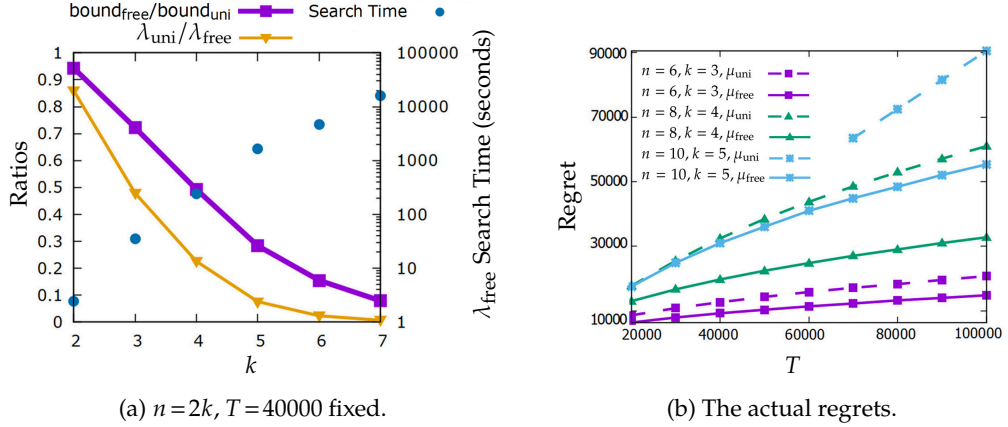 bound_free/bound_uni
Search Time
λ_uni/λ_free
Ratios
1
0.9
0.8
0.7
0.6
0.5
0.4
0.3
0.2
0.1
0
2
3
4
5
6
7
k
100000
10000
1000
100
10
1
λ_free Search Time (seconds)
(a) n=2k, T=40000 fixed.
Regret
90000
70000
50000
30000
10000
n = 6, k = 3, μ_uni
n = 6, k = 3, μ_free
n = 8, k = 4, μ_uni
n = 8, k = 4, μ_free
n = 10, k = 5, μ_uni
n = 10, k = 5, μ_free
20000
40000
60000
80000
100000
T
(b) The actual regrets.